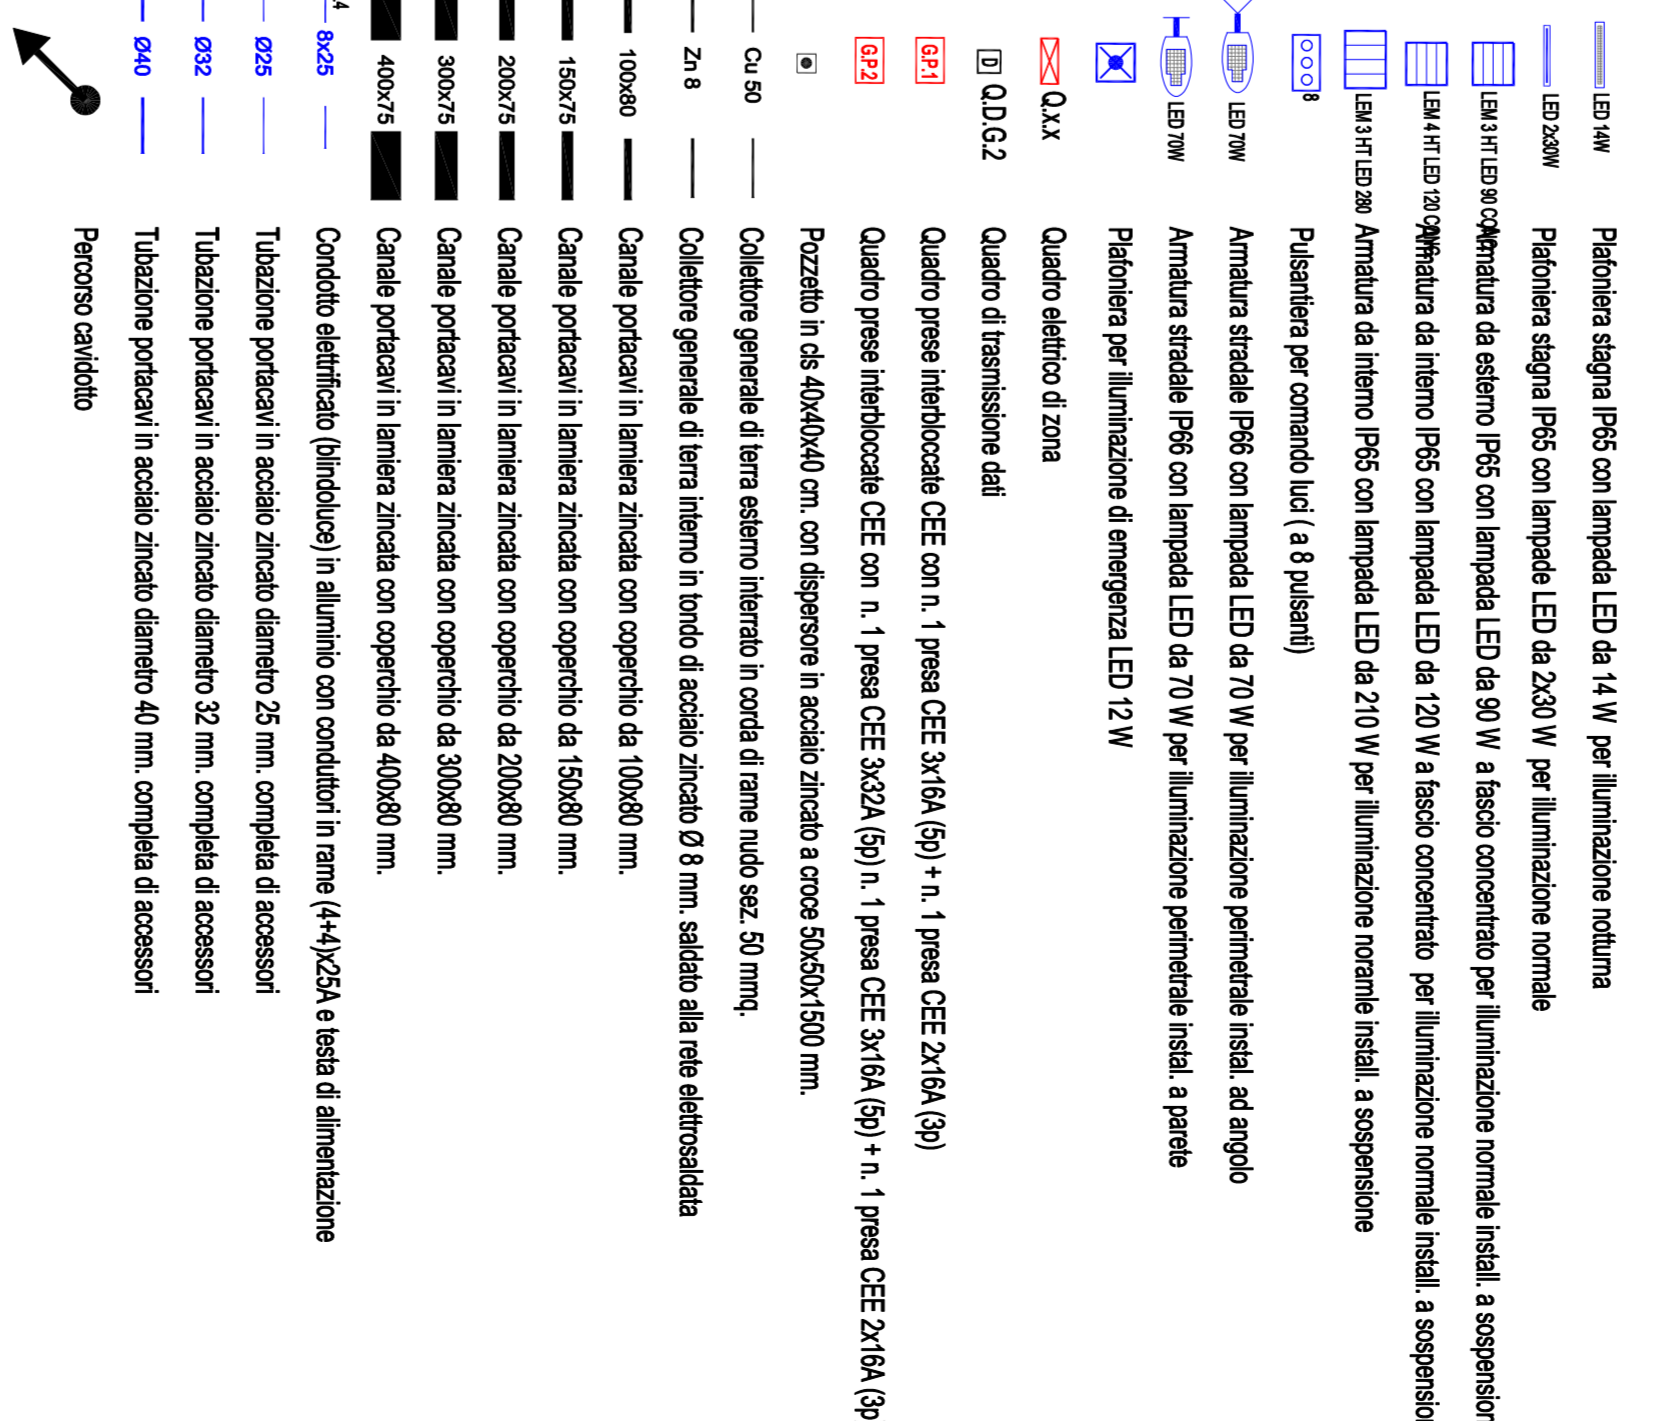 LED 14W Plafoniera stagna IP65 con lampada LED da 14 W per illuminazione notturna
LED 2x30W Plafoniera stagna IP65 con lampade LED da 2x30 W per illuminazione normale
LEM 3 HT LED 90 CONC Armatura da esterno IP65 con lampada LED da 90 W a fascio concentrato per illuminazione normale install. a sospension
LEM 4 HT LED 120 CONC Armatura da interno IP65 con lampada LED da 120 W a fascio concentrato per illuminazione normale install. a sospension
LEM 3 HT LED 280 Armatura da interno IP65 con lampada LED da 210 W per illuminazione noramle install. a sospensione
8 Pulsantiera per comando luci ( a 8 pulsanti)
LED 70W Armatura stradale IP66 con lampada LED da 70 W per illuminazione perimetrale instal. ad angolo
LED 70W Armatura stradale IP66 con lampada LED da 70 W per illuminazione perimetrale instal. a parete
Plafoniera per illuminazione di emergenza LED 12 W
Q.x.x Quadro elettrico di zona
D Q.D.G.2 Quadro di trasmissione dati
G.P.1 Quadro prese interbloccate CEE con n. 1 presa CEE 3x16A (5p) + n. 1 presa CEE 2x16A (3p)
G.P.2 Quadro prese interbloccate CEE con n. 1 presa CEE 3x32A (5p) n. 1 presa CEE 3x16A (5p) + n. 1 presa CEE 2x16A (3p
Pozzetto in cls 40x40x40 cm. con dispersore in acciaio zincato a croce 50x50x1500 mm.
Cu 50 Collettore generale di terra esterno interrato in corda di rame nudo sez. 50 mmq.
Zn 8 Collettore generale di terra interno in tondo di acciaio zincato Ø 8 mm. saldato alla rete elettrosaldata
100x80 Canale portacavi in lamiera zincata con coperchio da 100x80 mm.
150x75 Canale portacavi in lamiera zincata con coperchio da 150x80 mm.
200x75 Canale portacavi in lamiera zincata con coperchio da 200x80 mm.
300x75 Canale portacavi in lamiera zincata con coperchio da 300x80 mm.
400x75 Canale portacavi in lamiera zincata con coperchio da 400x80 mm.
.4 8x25 Condotto elettrificato (blindoluce) in alluminio con conduttori in rame (4+4)x25A e testa di alimentazione
Ø25 Tubazione portacavi in acciaio zincato diametro 25 mm. completa di accessori
Ø32 Tubazione portacavi in acciaio zincato diametro 32 mm. completa di accessori
Ø40 Tubazione portacavi in acciaio zincato diametro 40 mm. completa di accessori
Percorso cavidotto